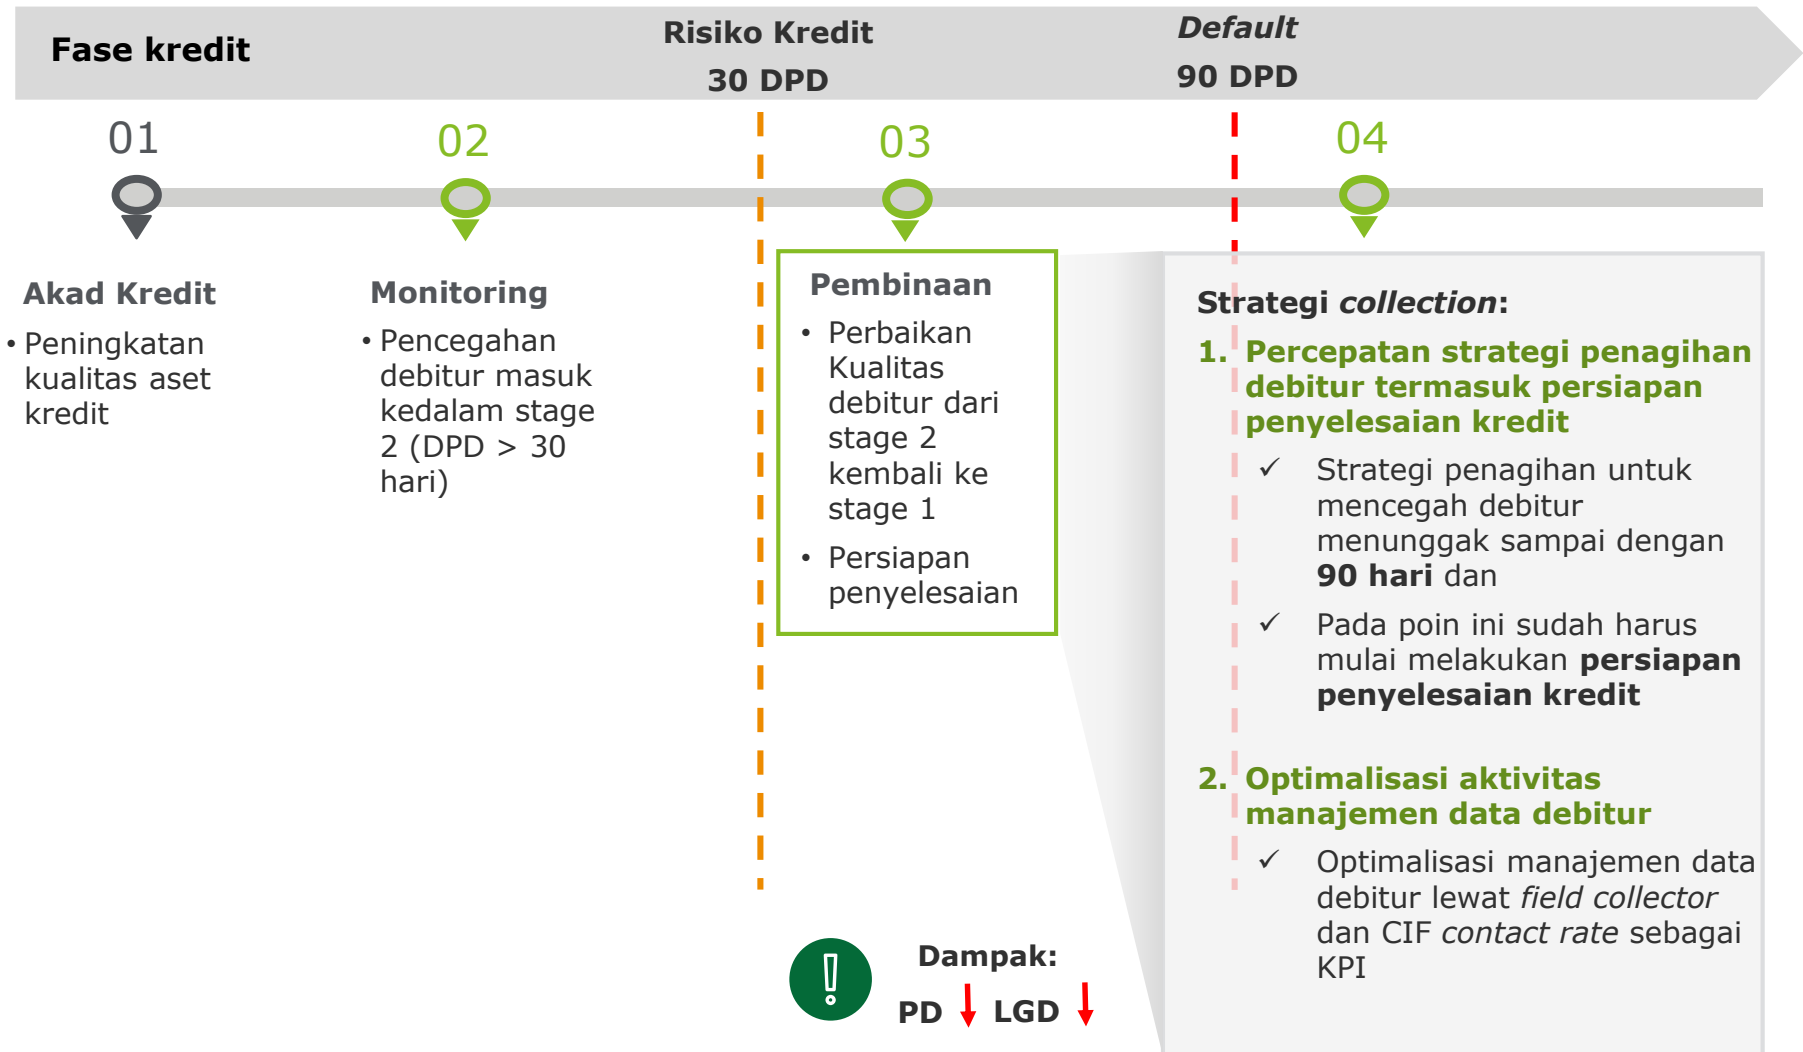 Fase kredit
Risiko Kredit
30 DPD
Default
90 DPD
01
02
03
04
Akad Kredit
• Peningkatan
kualitas aset
kredit
Monitoring
• Pencegahan
debitur masuk
kedalam stage
2 (DPD > 30
hari)
Pembinaan
• Perbaikan
Kualitas
debitur dari
stage 2
kembali ke
stage 1
• Persiapan
penyelesaian
Strategi collection:
1. Percepatan strategi penagihan
debitur termasuk persiapan
penyelesaian kredit
✓ Strategi penagihan untuk
mencegah debitur
menunggak sampai dengan
90 hari dan
✓ Pada poin ini sudah harus
mulai melakukan persiapan
penyelesaian kredit
2. Optimalisasi aktivitas
manajemen data debitur
✓ Optimalisasi manajemen data
debitur lewat field collector
dan CIF contact rate sebagai
KPI
Dampak:
PD ↓ LGD ↓